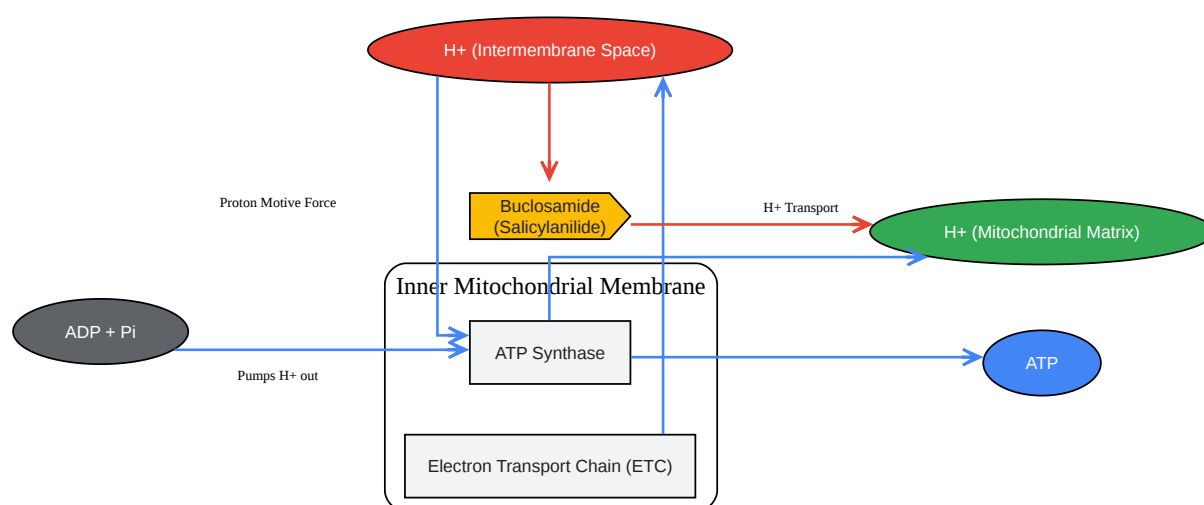 H+ (Intermembrane Space)
Proton Motive Force
Buclosamide
(Salicylanilide)
H+ Transport
H+ (Mitochondrial Matrix)
Inner Mitochondrial Membrane
ADP + Pi
ATP Synthase
ATP
Pumps H+ out
Electron Transport Chain (ETC)